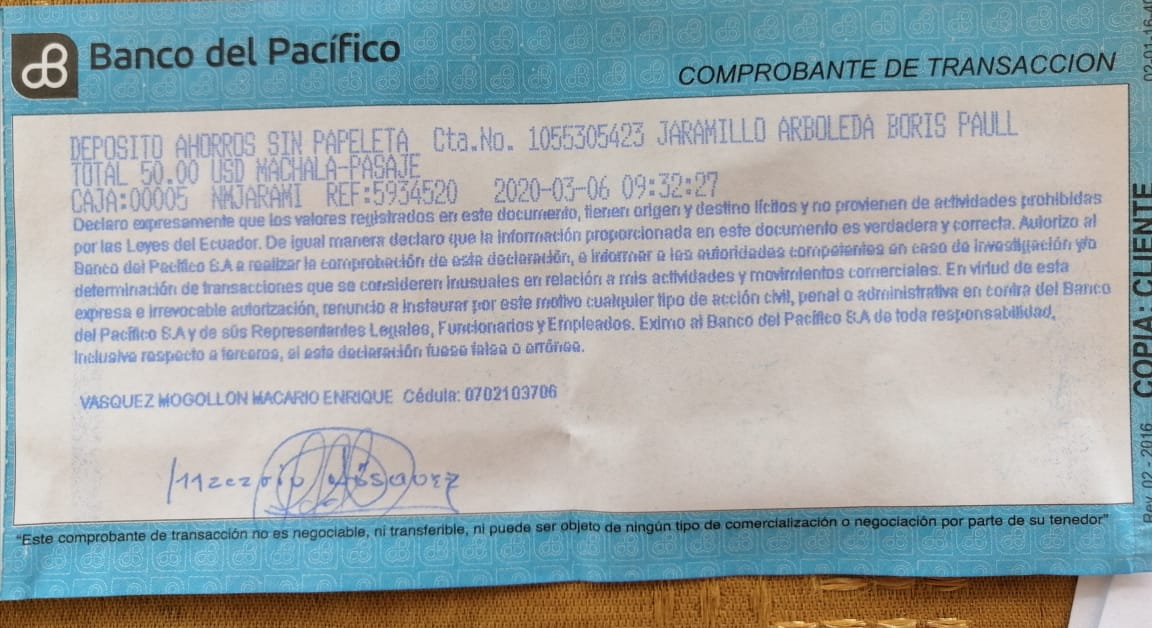 Banco del Pacífico
COMPROBANTE DE TRANSACCION
DEPOSITO AHORROS SIN PAPELETA Cta.No. 1055305423 JARAMILLO ARBOLEDA BORIS PAULL
TOTAL 50.00 USD MACHALA-PASAJE
CAJA:00005 NMJARAMI REF:5934520 2020-03-06 09:32:27
Declaro expresamente que los valores registrados en este documento, tienen origen y destino lícitos y no provienen de actividades prohibidas
por las Leyes del Ecuador. De igual manera declaro que la información proporcionada en este documento es verdadera y correcta. Autorizo al
Banco del Pacífico S.A a realizar la comprobación de esta declaración, e informar a las autoridades competentes en caso de investigación y/o
determinación de transacciones que se consideren inusuales en relación a mis actividades y movimientos comerciales. En virtud de esta
expresa e irrevocable autorización, renuncio a instaurar por este motivo cualquier tipo de acción civil, penal o administrativa en contra del Banco
del Pacífico S.A y de sús Representantes Legales, Funcionarios y Empleados. Eximo al Banco del Pacífico S.A de toda responsabilidad,
inclusive respecto a terceros, si esta declaración fuese falsa o errónea.
VASQUEZ MOGOLLON MACARIO ENRIQUE Cédula: 0702103706
"Este comprobante de transacción no es negociable, ni transferible, ni puede ser objeto de ningún tipo de comercialización o negociación por parte de su tenedor"
COPIA: CLIENTE
Rev. 02 - 2016
02-01-16